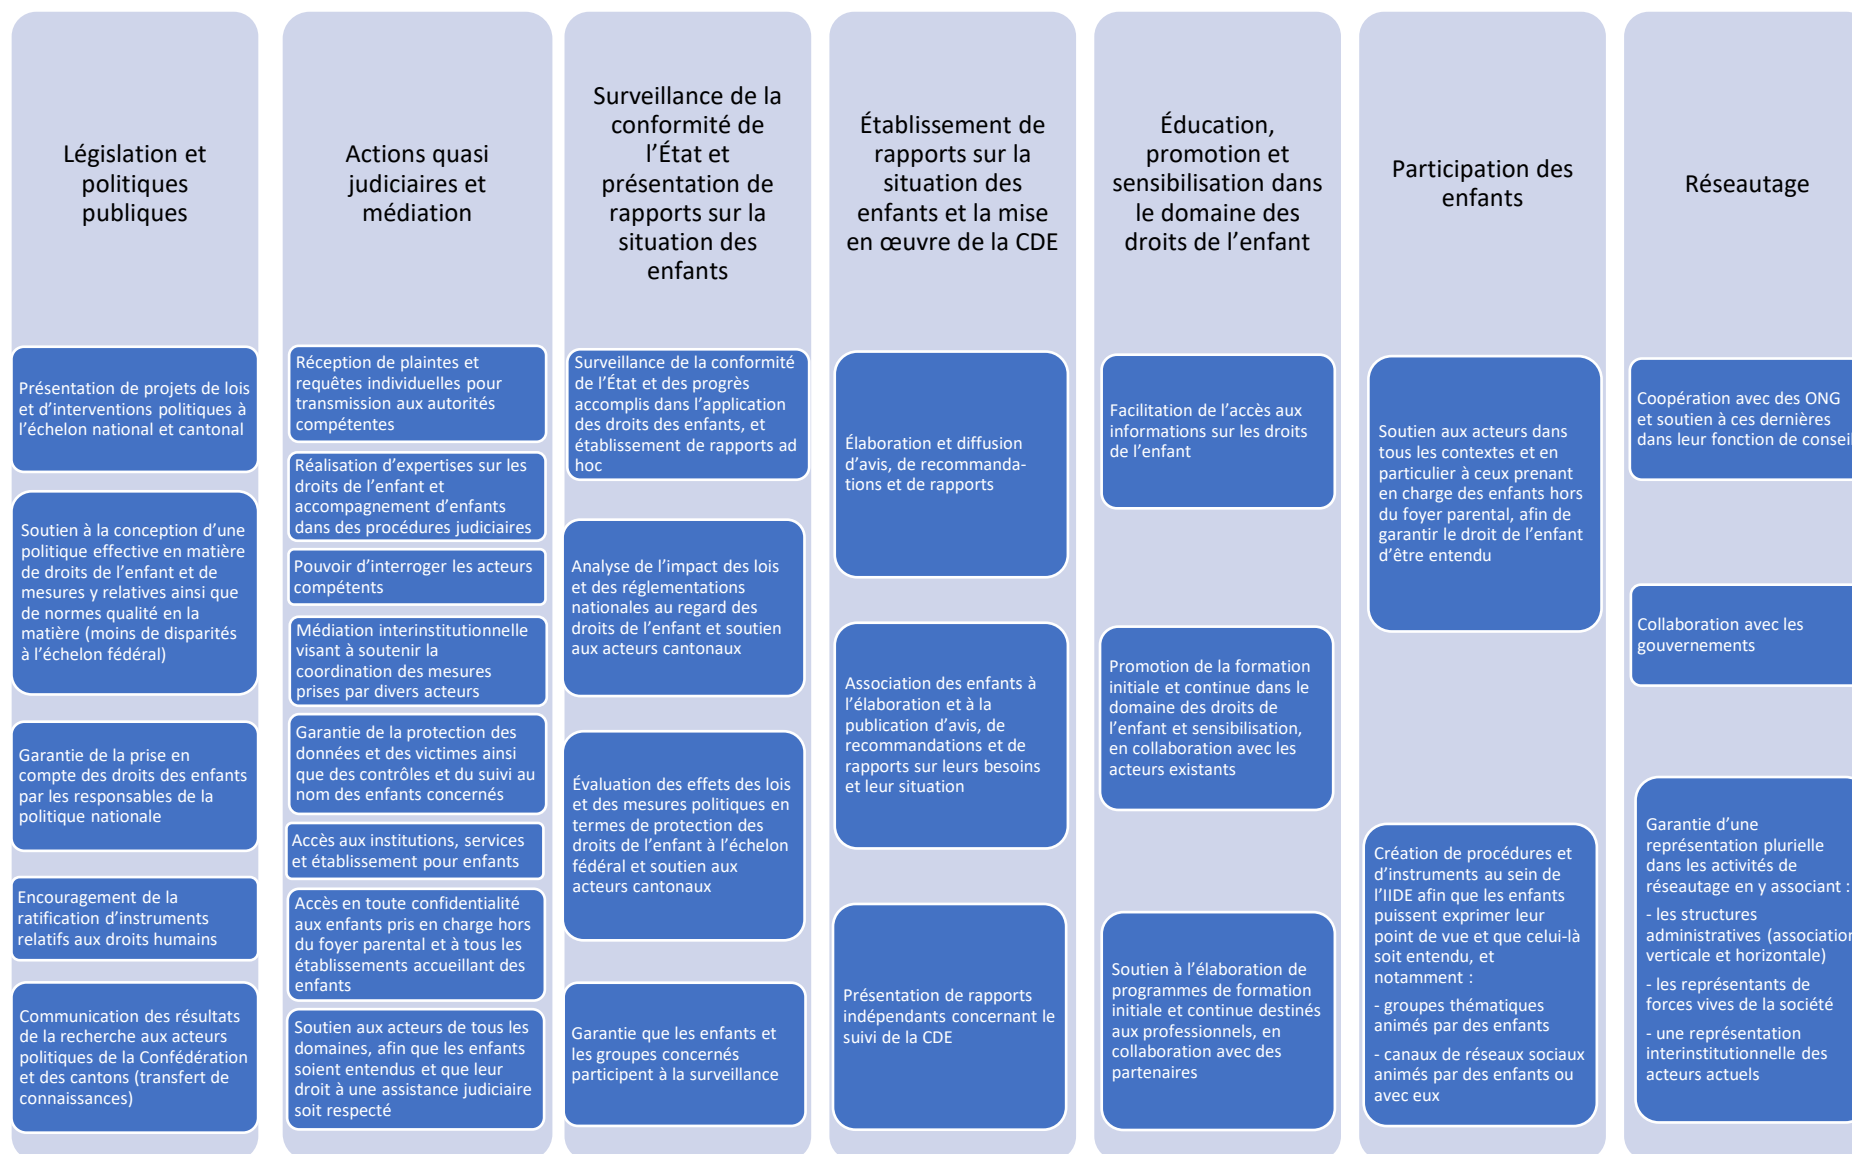 Législation et
politiques
publiques
Présentation de projets de lois
et d’interventions politiques à
l’échelon national et cantonal
Soutien à la conception d’une
politique effective en matière
de droits de l’enfant et de
mesures y relatives ainsi que
de normes qualité en la
matière (moins de disparités
à l’échelon fédéral)
Garantie de la prise en
compte des droits des enfants
par les responsables de la
politique nationale
Encouragement de la
ratification d’instruments
relatifs aux droits humains
Communication des résultats
de la recherche aux acteurs
politiques de la Confédération
et des cantons (transfert de
connaissances)
Actions quasi
judiciaires et
médiation
Réception de plaintes et
requêtes individuelles pour
transmission aux autorités
compétentes
Réalisation d’expertises sur les
droits de l’enfant et
accompagnement d’enfants
dans des procédures judiciaires
Pouvoir d’interroger les acteurs
compétents
Médiation interinstitutionnelle
visant à soutenir la
coordination des mesures
prises par divers acteurs
Garantie de la protection des
données et des victimes ainsi
que des contrôles et du suivi au
nom des enfants concernés
Accès aux institutions, services
et établissement pour enfants
Accès en toute confidentialité
aux enfants pris en charge hors
du foyer parental et à tous les
établissements accueillant des
enfants
Soutien aux acteurs de tous les
domaines, afin que les enfants
soient entendus et que leur
droit à une assistance judiciaire
soit respecté
Surveillance de la
conformité de
l’État et
présentation de
rapports sur la
situation des
enfants
Surveillance de la conformité
de l’État et des progrès
accomplis dans l’application
des droits des enfants, et
établissement de rapports ad
hoc
Analyse de l’impact des lois
et des réglementations
nationales au regard des
droits de l’enfant et soutien
aux acteurs cantonaux
Évaluation des effets des lois
et des mesures politiques en
termes de protection des
droits de l’enfant à l’échelon
fédéral et soutien aux
acteurs cantonaux
Garantie que les enfants et
les groupes concernés
participent à la surveillance
Établissement de
rapports sur la
situation des
enfants et la mise
en œuvre de la CDE
Élaboration et diffusion
d’avis, de recommanda-
tions et de rapports
Association des enfants à
l’élaboration et à la
publication d’avis, de
recommandations et de
rapports sur leurs besoins
et leur situation
Présentation de rapports
indépendants concernant le
suivi de la CDE
Éducation,
promotion et
sensibilisation dans
le domaine des
droits de l’enfant
Facilitation de l’accès aux
informations sur les droits
de l’enfant
Promotion de la formation
initiale et continue dans le
domaine des droits de
l’enfant et sensibilisation,
en collaboration avec les
acteurs existants
Soutien à l’élaboration de
programmes de formation
initiale et continue destinés
aux professionnels, en
collaboration avec des
partenaires
Participation des
enfants
Soutien aux acteurs dans
tous les contextes et en
particulier à ceux prenant
en charge des enfants hors
du foyer parental, afin de
garantir le droit de l’enfant
d’être entendu
Création de procédures et
d’instruments au sein de
l’IIDE afin que les enfants
puissent exprimer leur
point de vue et que celui-là
soit entendu, et
notamment :
- groupes thématiques
animés par des enfants
- canaux de réseaux sociaux
animés par des enfants ou
avec eux
Réseautage
Coopération avec des ONG
et soutien à ces dernières
dans leur fonction de conseil
Collaboration avec les
gouvernements
Garantie d’une
représentation plurielle
dans les activités de
réseautage en y associant :
- les structures
administratives (association
verticale et horizontale)
- les représentants de
forces vives de la société
- une représentation
interinstitutionnelle des
acteurs actuels